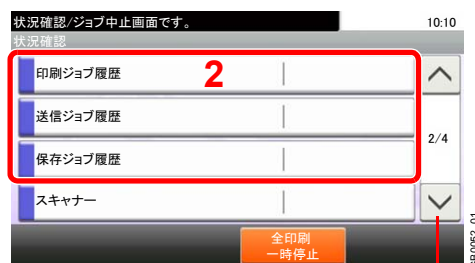 状況確認/ジョブ中止画面です。 10:10
状況確認
印刷ジョブ履歴 2
送信ジョブ履歴
2/4
保存ジョブ履歴
スキャナー
全印刷
一時停止